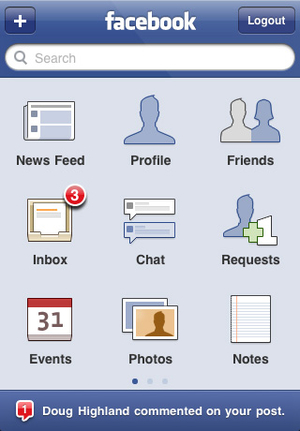 + facebook Logout
Search
News Feed Profile Friends
3
Inbox Chat Requests
1
31
Events Photos Notes
1 Doug Highland commented on your post.